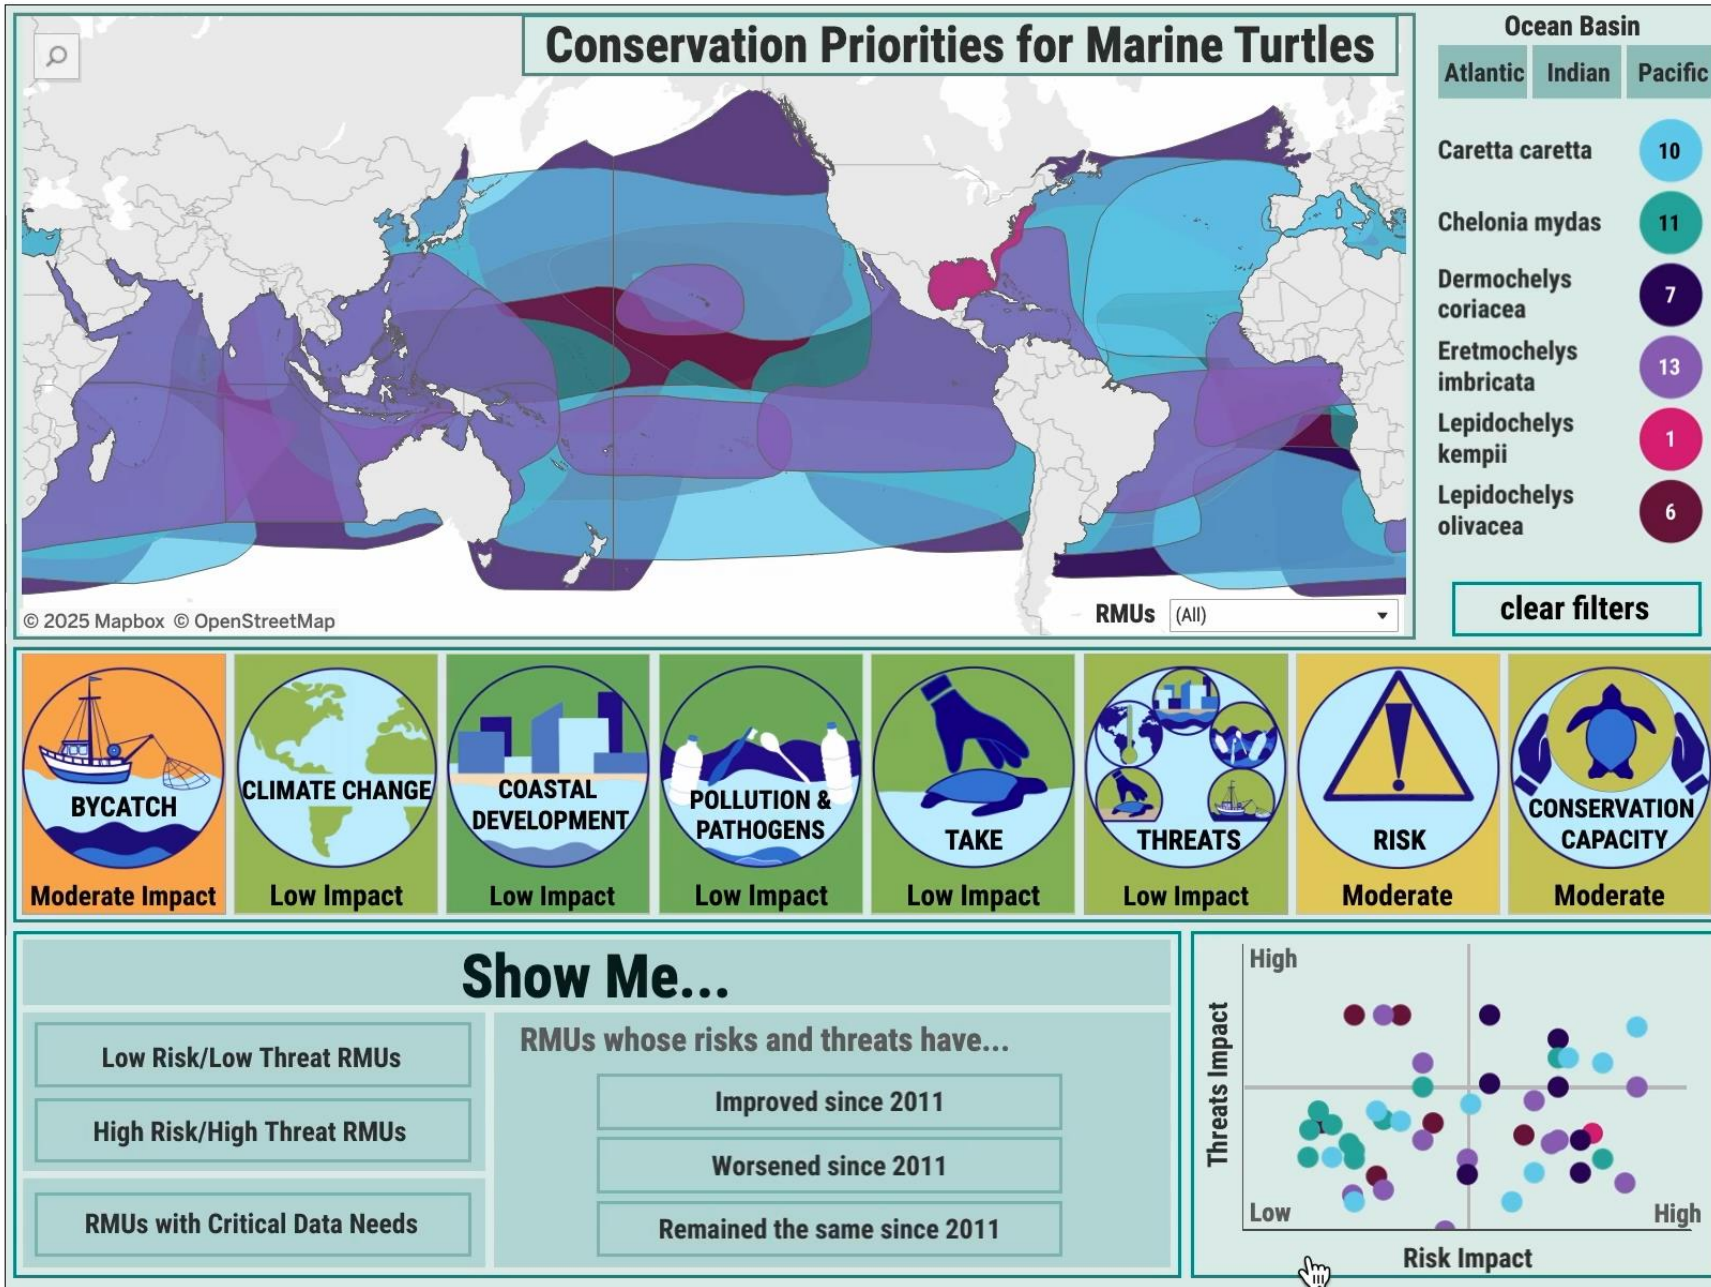 Conservation Priorities for Marine Turtles
© 2025 Mapbox © OpenStreetMap
RMUs (All)
Ocean Basin
Atlantic Indian Pacific
Caretta caretta 10
Chelonia mydas 11
Dermochelys
coriacea 7
Eretmochelys
imbricata 13
Lepidochelys
kempii 1
Lepidochelys
olivacea 6
clear filters
BYCATCH
Moderate Impact
CLIMATE CHANGE
Low Impact
COASTAL
DEVELOPMENT
Low Impact
POLLUTION &
PATHOGENS
Low Impact
TAKE
Low Impact
THREATS
Low Impact
RISK
Moderate
CONSERVATION
CAPACITY
Moderate
Show Me...
Low Risk/Low Threat RMUs
High Risk/High Threat RMUs
RMUs with Critical Data Needs
RMUs whose risks and threats have...
Improved since 2011
Worsened since 2011
Remained the same since 2011
High
Threats Impact
Low
High
Risk Impact